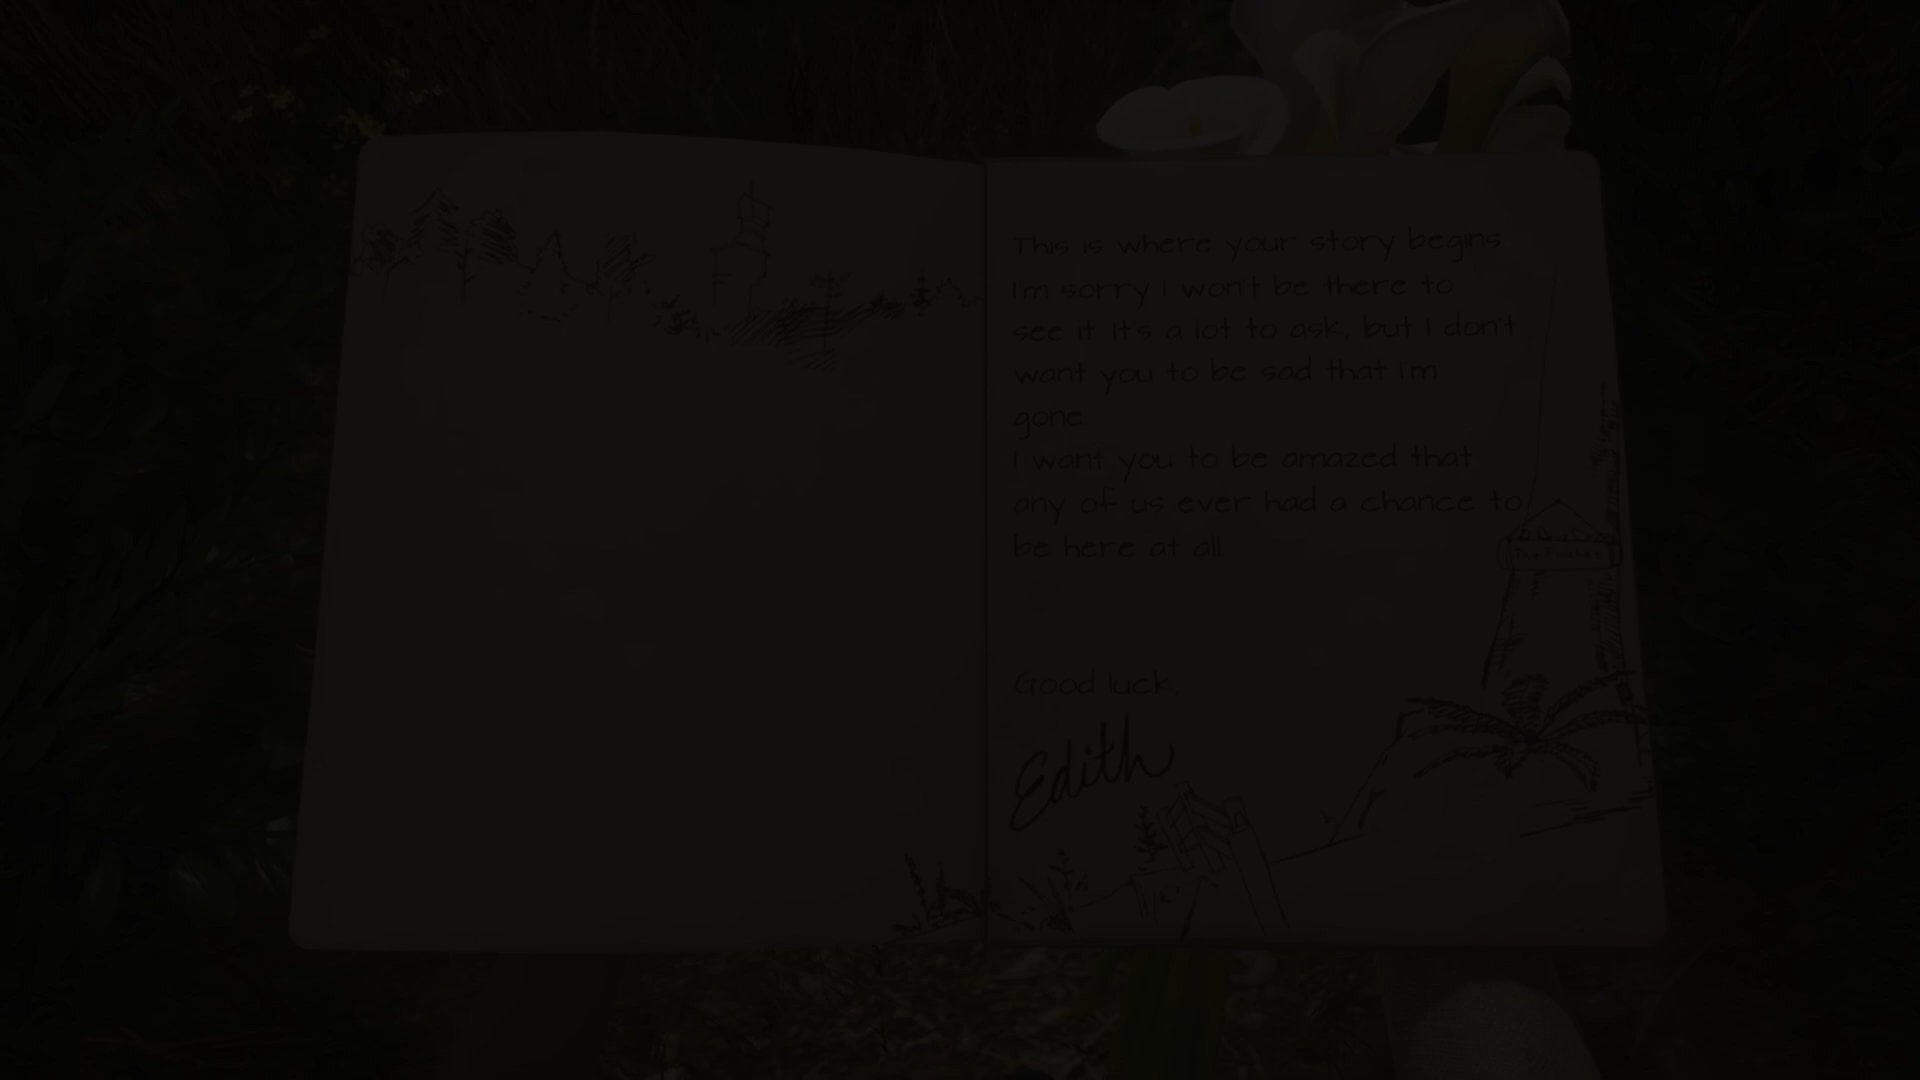 This is where your story begins
I'm sorry I won't be there to
see it It's a lot to ask, but I don't
want you to be sad that I'm
gone
I want you to be amazed that
any of us ever had a chance to
be here at all
Good luck,
Edith